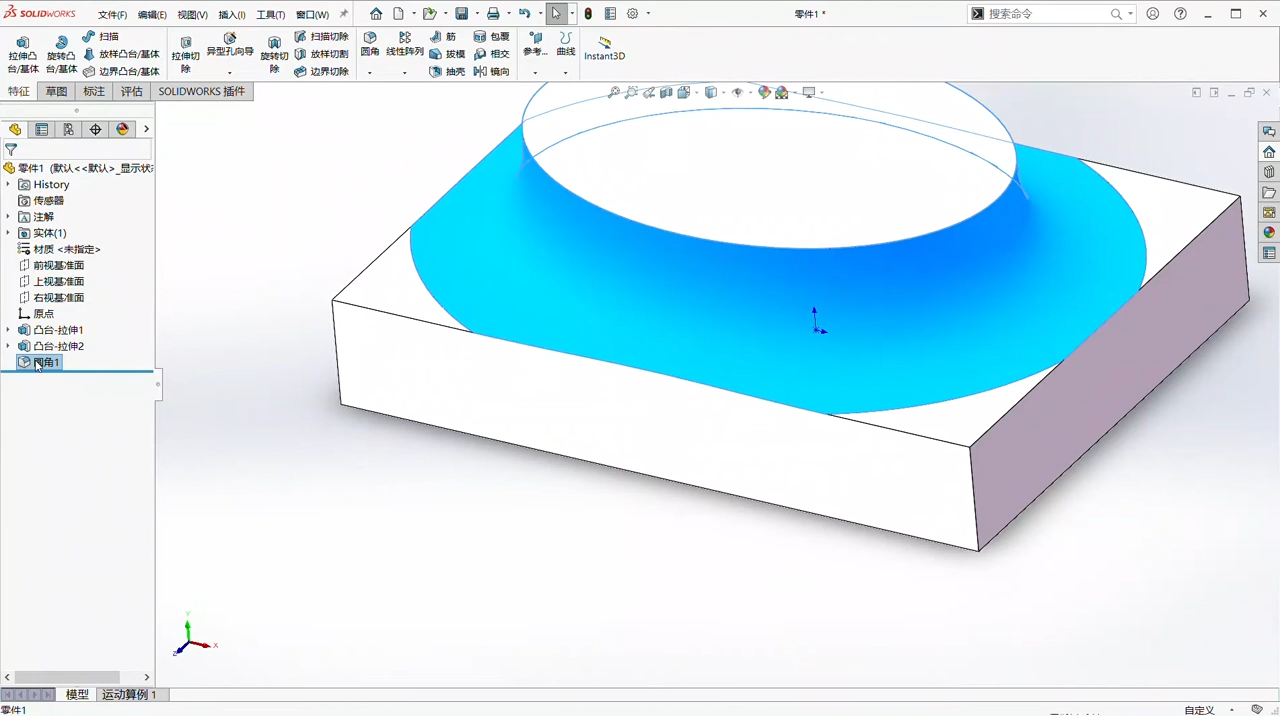 SOLIDWORKS 文件(F) 编辑(E) 视图(V) 插入(I) 工具(T) 窗口(W) 零件1 * 搜索命令
拉伸凸台/基体 旋转凸台/基体 扫描 放样凸台/基体 边界凸台/基体 拉伸切除 异型孔向导 旋转切除 扫描切除 放样切割 边界切除 圆角 线性阵列 筋 拔模 抽壳 包覆 相交 镜向 参考... 曲线 Instant3D
特征 草图 标注 评估 SOLIDWORKS 插件
零件1 (默认<<默认>_显示状
History
传感器
注解
实体(1)
材质 <未指定>
前视基准面
上视基准面
右视基准面
原点
凸台-拉伸1
凸台-拉伸2
圆角1
Y
X
Z
模型 运动算例 1
零件1 自定义